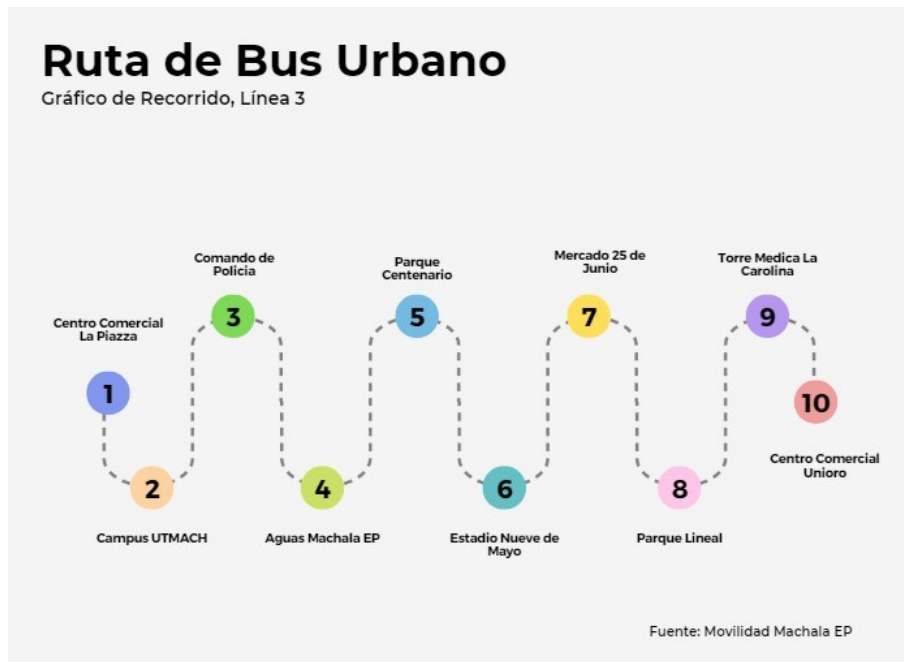 Ruta de Bus Urbano
Gráfico de Recorrido, Línea 3
Centro Comercial
La Piazza
1
Campus UTMACH
2
Comando de
Policia
3
Aguas Machala EP
4
Parque
Centenario
5
Estadio Nueve de
Mayo
6
Mercado 25 de
Junio
7
Parque Lineal
8
Torre Medica La
Carolina
9
Centro Comercial
Unioro
10
Fuente: Movilidad Machala EP